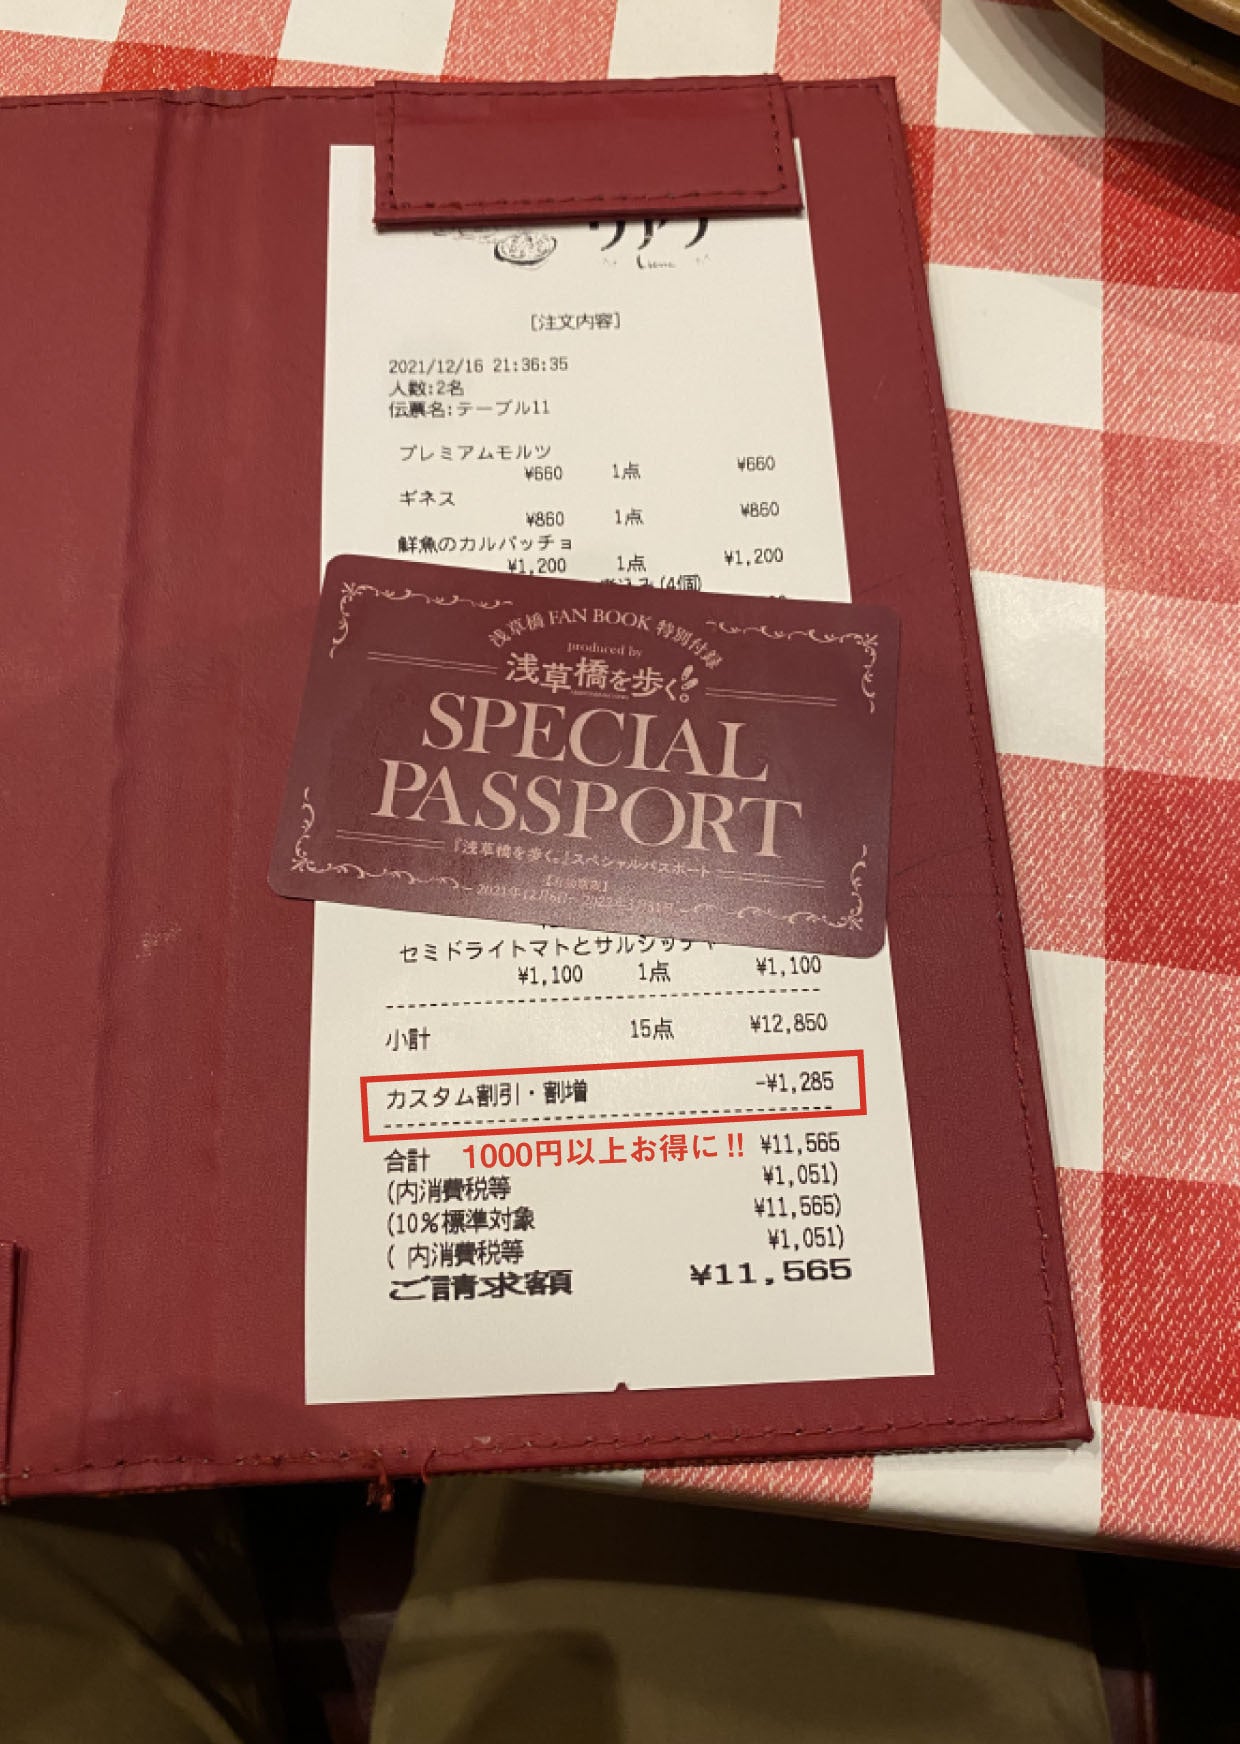 [注文内容]
2021/12/16 21:36:35
人数:2名
伝票名:テーブル11
プレミアムモルツ
¥660 1点 ¥660
ギネス
¥860 1点 ¥860
鮮魚のカルパッチョ
¥1,200 1点 ¥1,200
(4個)
浅草橋 FAN BOOK 特別付録
produced by
浅草橋を歩く。
SPECIAL
PASSPORT
『浅草橋を歩く。』スペシャルパスポート
セミドライトマトとサルシッチャ
¥1,100 1点 ¥1,100
小計 15点 ¥12,850
カスタム割引・割増 -¥1,285
1000円以上お得に!!
合計 ¥11,565
(内消費税等 ¥1,051)
(10%標準対象 ¥11,565)
( 内消費税等 ¥1,051)
ご請求額 ¥11,565